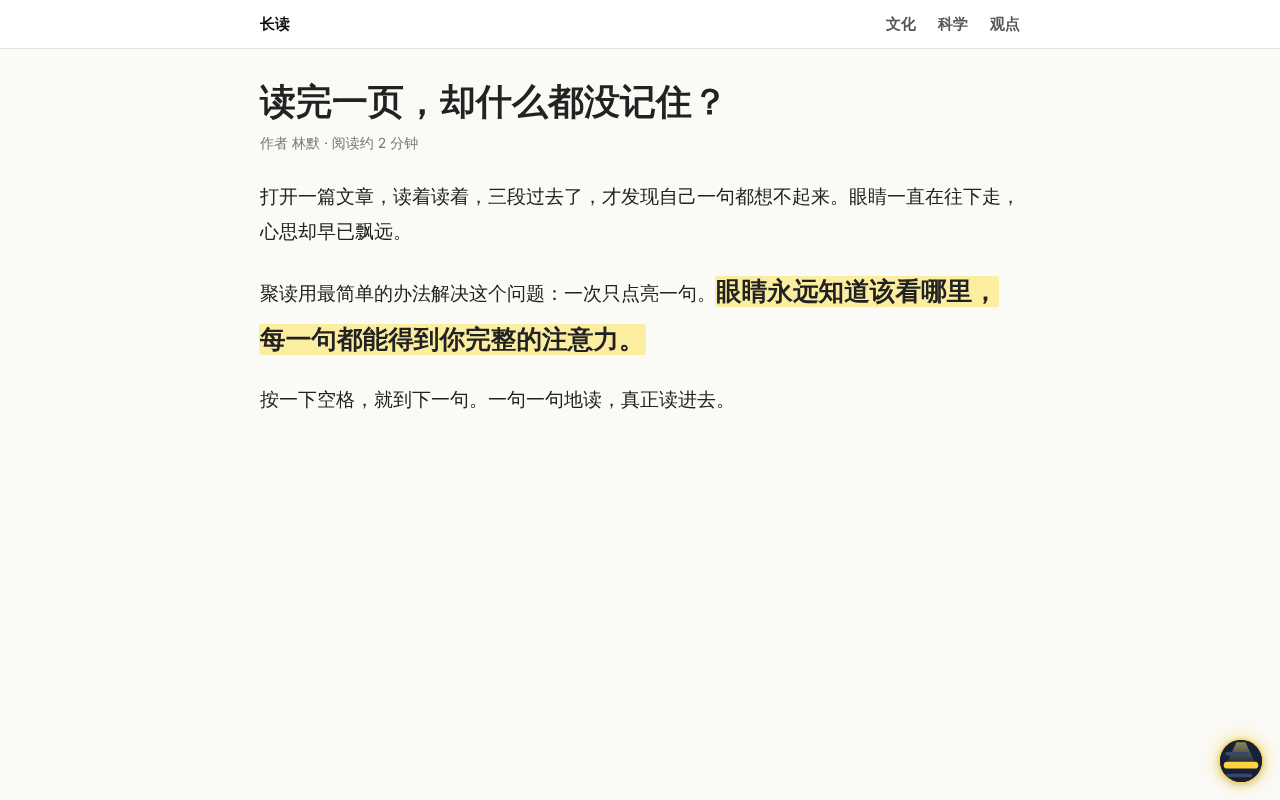 长读
文化 科学 观点
读完一页，却什么都没记住？
作者 林默 · 阅读约 2 分钟
打开一篇文章，读着读着，三段过去了，才发现自己一句都想不起来。眼睛一直在往下走，
心思却早已飘远。
聚读用最简单的办法解决这个问题：一次只点亮一句。眼睛永远知道该看哪里，
每一句都能得到你完整的注意力。
按一下空格，就到下一句。一句一句地读，真正读进去。